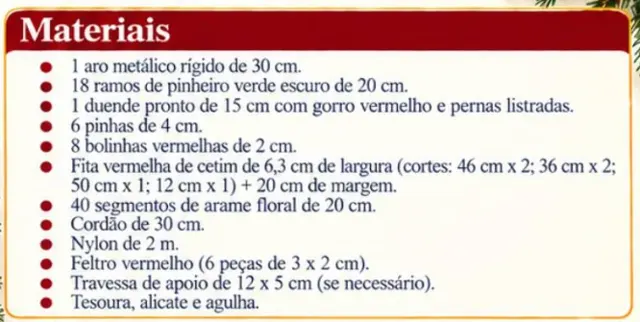 Materiais
1 aro metálico rígido de 30 cm.
18 ramos de pinheiro verde escuro de 20 cm.
1 duende pronto de 15 cm com gorro vermelho e pernas listradas.
6 pinhas de 4 cm.
8 bolinhas vermelhas de 2 cm.
Fita vermelha de cetim de 6,3 cm de largura (cortes: 46 cm x 2; 36 cm x 2;
50 cm x 1; 12 cm x 1) + 20 cm de margem.
40 segmentos de arame floral de 20 cm.
Cordão de 30 cm.
Nylon de 2 m.
Feltro vermelho (6 peças de 3 x 2 cm).
Travessa de apoio de 12 x 5 cm (se necessário).
Tesoura, alicate e agulha.